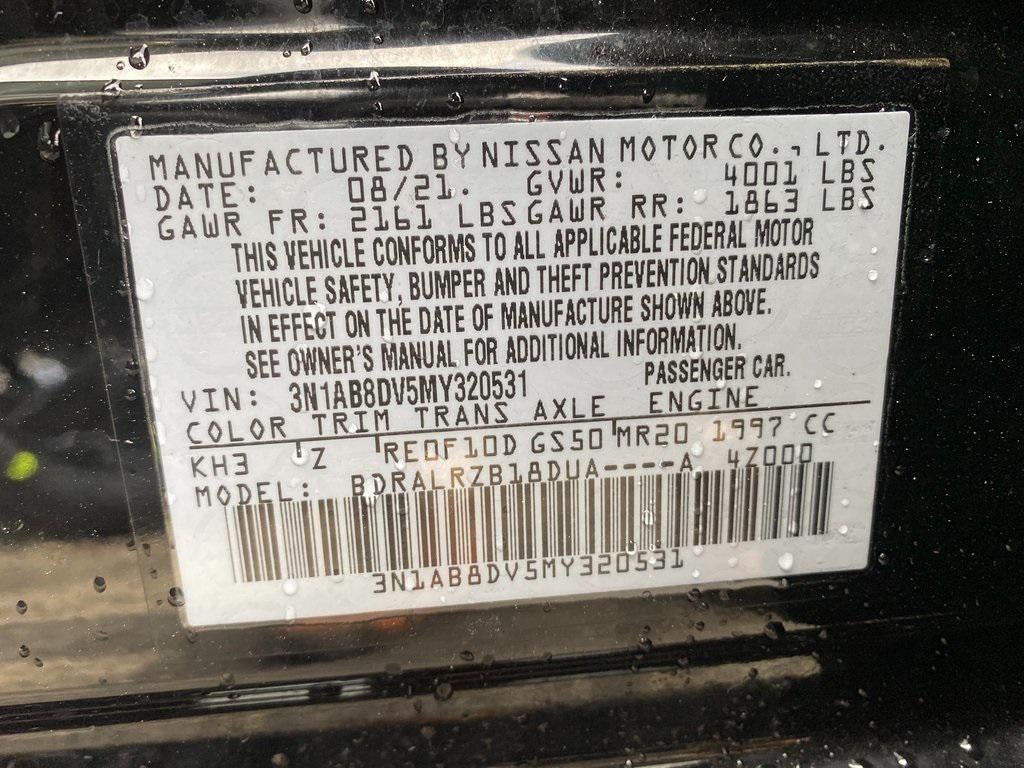 MANUFACTURED BY NISSAN MOTOR CO., LTD.
DATE: 08/21. GVWR: 4001 LBS
GAWR FR: 2161 LBS GAWR RR: 1863 LBS
THIS VEHICLE CONFORMS TO ALL APPLICABLE FEDERAL MOTOR
VEHICLE SAFETY, BUMPER AND THEFT PREVENTION STANDARDS
IN EFFECT ON THE DATE OF MANUFACTURE SHOWN ABOVE.
SEE OWNER'S MANUAL FOR ADDITIONAL INFORMATION.
VIN: 3N1AB8DV5MY320531 PASSENGER CAR.
COLOR TRIM TRANS AXLE ENGINE
KH3 Z RE0F10D GS50 MR20 1997 CC
MODEL: BDRALRZB18DUA----A 4Z000
3N1AB8DV5MY320531